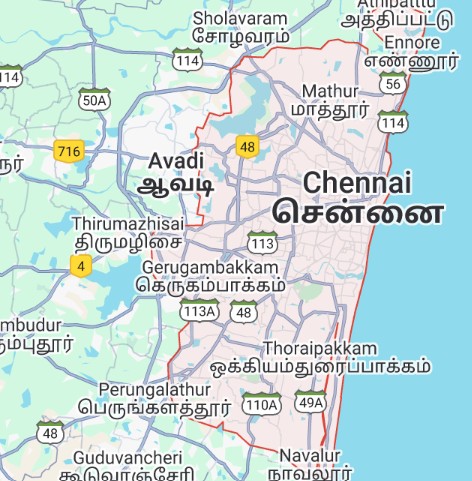 Athipattu
அத்திப்பட்டு
Sholavaram
சோழவரம்
Ennore
எண்ணூர்
114
114
56
50A
Mathur
மாத்தூர்
114
716
48
Avadi
ஆவடி
Chennai
சென்னை
Thirumazhisai
திருமழிசை
113
4
Gerugambakkam
கெருகம்பாக்கம்
113A
48
Thoraipakkam
ஒக்கியம்துரைப்பாக்கம்
Perungalathur
பெருங்களத்தூர்
110A
49A
48
Guduvancheri
கூடுவாஞ்சேரி
Navalur
நாவலூர்